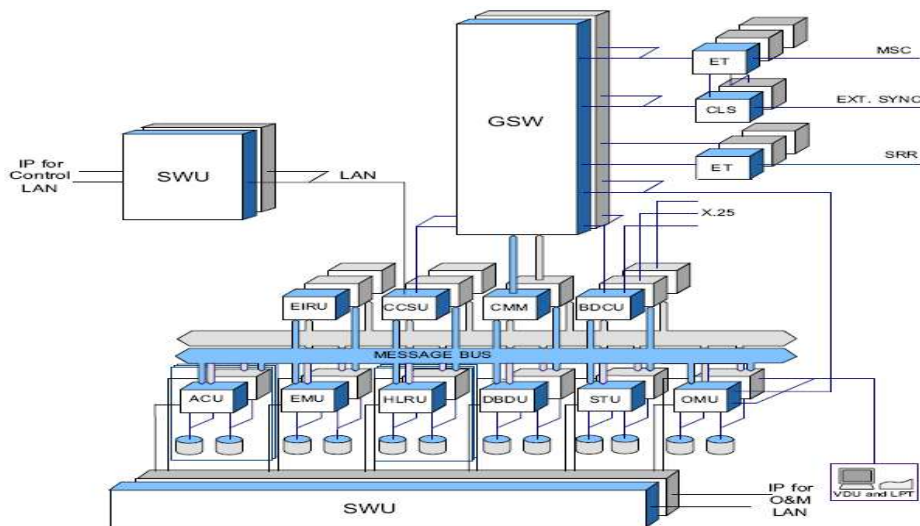 MSC
ET
EXT. SYNC
CLS
GSW
SRR
ET
IP for
Control
LAN
SWU
LAN
X.25
EIRU
CCSU
CMM
BDCU
MESSAGE BUS
ACU
EMU
HLRU
DBDU
STU
OMU
VDU and LPT
IP for
O&M
LAN
SWU